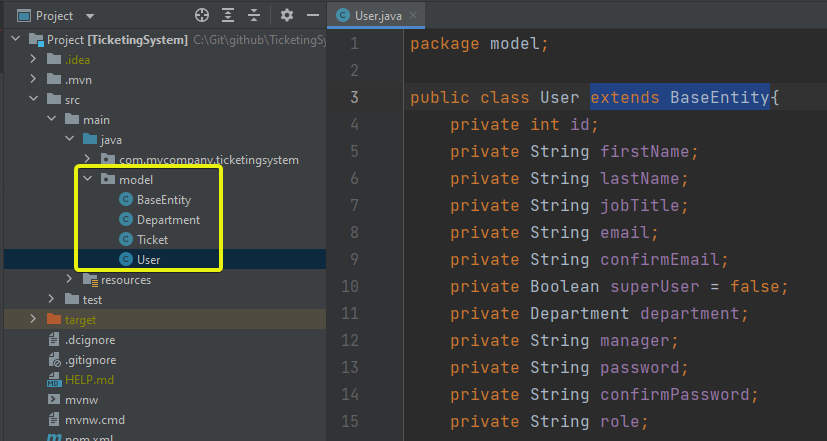 Project
Project [TicketingSystem] C:\Git\github\TicketingSy
.idea
.mvn
src
main
java
com.mycompany.ticketingsystem
model
BaseEntity
Department
Ticket
User
resources
test
target
.dcignore
.gitignore
HELP.md
mvnw
mvnw.cmd
pom.xml
User.java
1 package model;
2
3 public class User extends BaseEntity{
4 private int id;
5 private String firstName;
6 private String lastName;
7 private String jobTitle;
8 private String email;
9 private String confirmEmail;
10 private Boolean superUser = false;
11 private Department department;
12 private String manager;
13 private String password;
14 private String confirmPassword;
15 private String role;